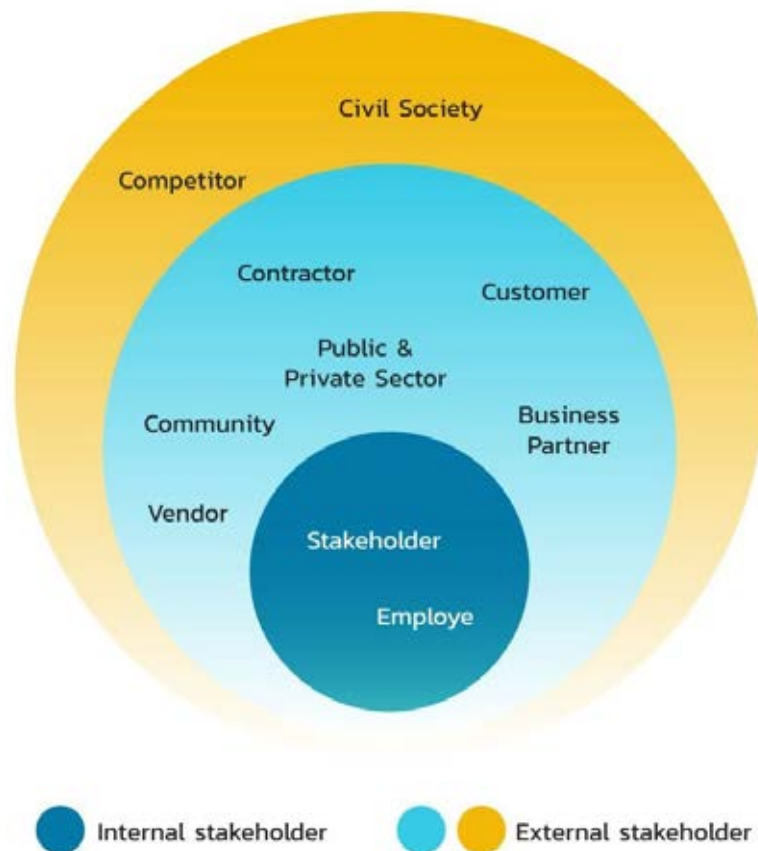 Civil Society
Competitor
Contractor
Customer
Public &
Private Sector
Community
Business
Partner
Vendor
Stakeholder
Employe
Internal stakeholder
External stakeholder